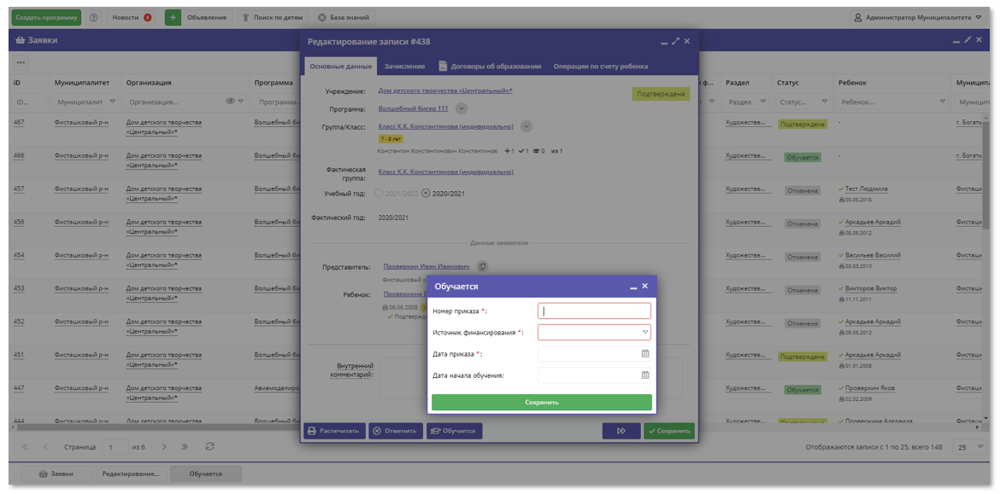 Создать программу
Новости
Объявления
Поиск по детям
База знаний
Администратор Муниципалитета
Заявки
Редактирование записи #438
Основные данные Зачисление Договоры об образовании Операции по счету ребенка
iD Муниципалитет Организация Программа Раздел Статус Ребенок Муниципа
iD... Муниципалит Организация... Программа. Раздел. Статус... Ребенок... Муницип
467 Фисташковый р-н Дом детского творчества «Центральный»* Волшебный би Художестве... Подтверждена - г. Богать
466 Фисташковый р-н Дом детского творчества «Центральный»* Волшебный би Художестве... Обучается - г. Богать
457 Фисташковый р-н Дом детского творчества «Центральный»* Волшебный би Художестве... Отменена Тест Людмила Фисташ
05.05.2015
456 Фисташковый р-н Дом детского творчества «Центральный»* Волшебный би Художестве... Отменена Аркадьев Аркадий Фисташ
05.05.2012
454 Фисташковый р-н Дом детского творчества «Центральный»* Волшебный би Художестве... Отменена Васильев Василий Фисташ
03.03.2010
453 Фисташковый р-н Дом детского творчества «Центральный»* Волшебный би Художестве... Отменена Викторов Виктор Фисташ
11.11.2011
452 Фисташковый р-н Дом детского творчества «Центральный»* Волшебный би Художестве... Отменена Аркадьев Аркадий Фисташ
05.05.2012
451 Фисташковый р-н Дом детского творчества «Центральный»* Волшебный би Художестве... Подтверждена Аркадьев Аркадий Фисташ
01.01.2008
447 Фисташковый р-н Дом детского творчества «Центральный»* Авиамоделиро Художестве... Обучается Проверкин Яков Фисташ
02.02.2009
444 Фисташковый р-н Дом детского творчества Волшебный би Художестве...
Учреждение: Дом детского творчества «Центральный»*
Подтверждена
Программа: Волшебный бисер 111
Группа/Класс: Класс К.К. Константинова (индивидуально)
7 - 8 лет
Константин Константинович Константинов +1 1 0 из 1
Фактическая группа: Класс К.К. Константинова (индивидуально)
Учебный год: 2021/2022 2020/2021
Фактический год: 2020/2021
Данные заявителя
Представитель: Проверкин Иван Иванович
Фисташковый р
Ребенок: Проверкина
06.06.2008
Подтвержд
Внутренний комментарий:
Обучается
Номер приказа *:
Источник финансирования *:
Дата приказа *:
Дата начала обучения:
Сохранить
Распечатать Отменить Обучается Сохранить
Страница 1 из 6
Отображаются записи с 1 по 25, всего 148 25
Заявки Редактирование... Обучается